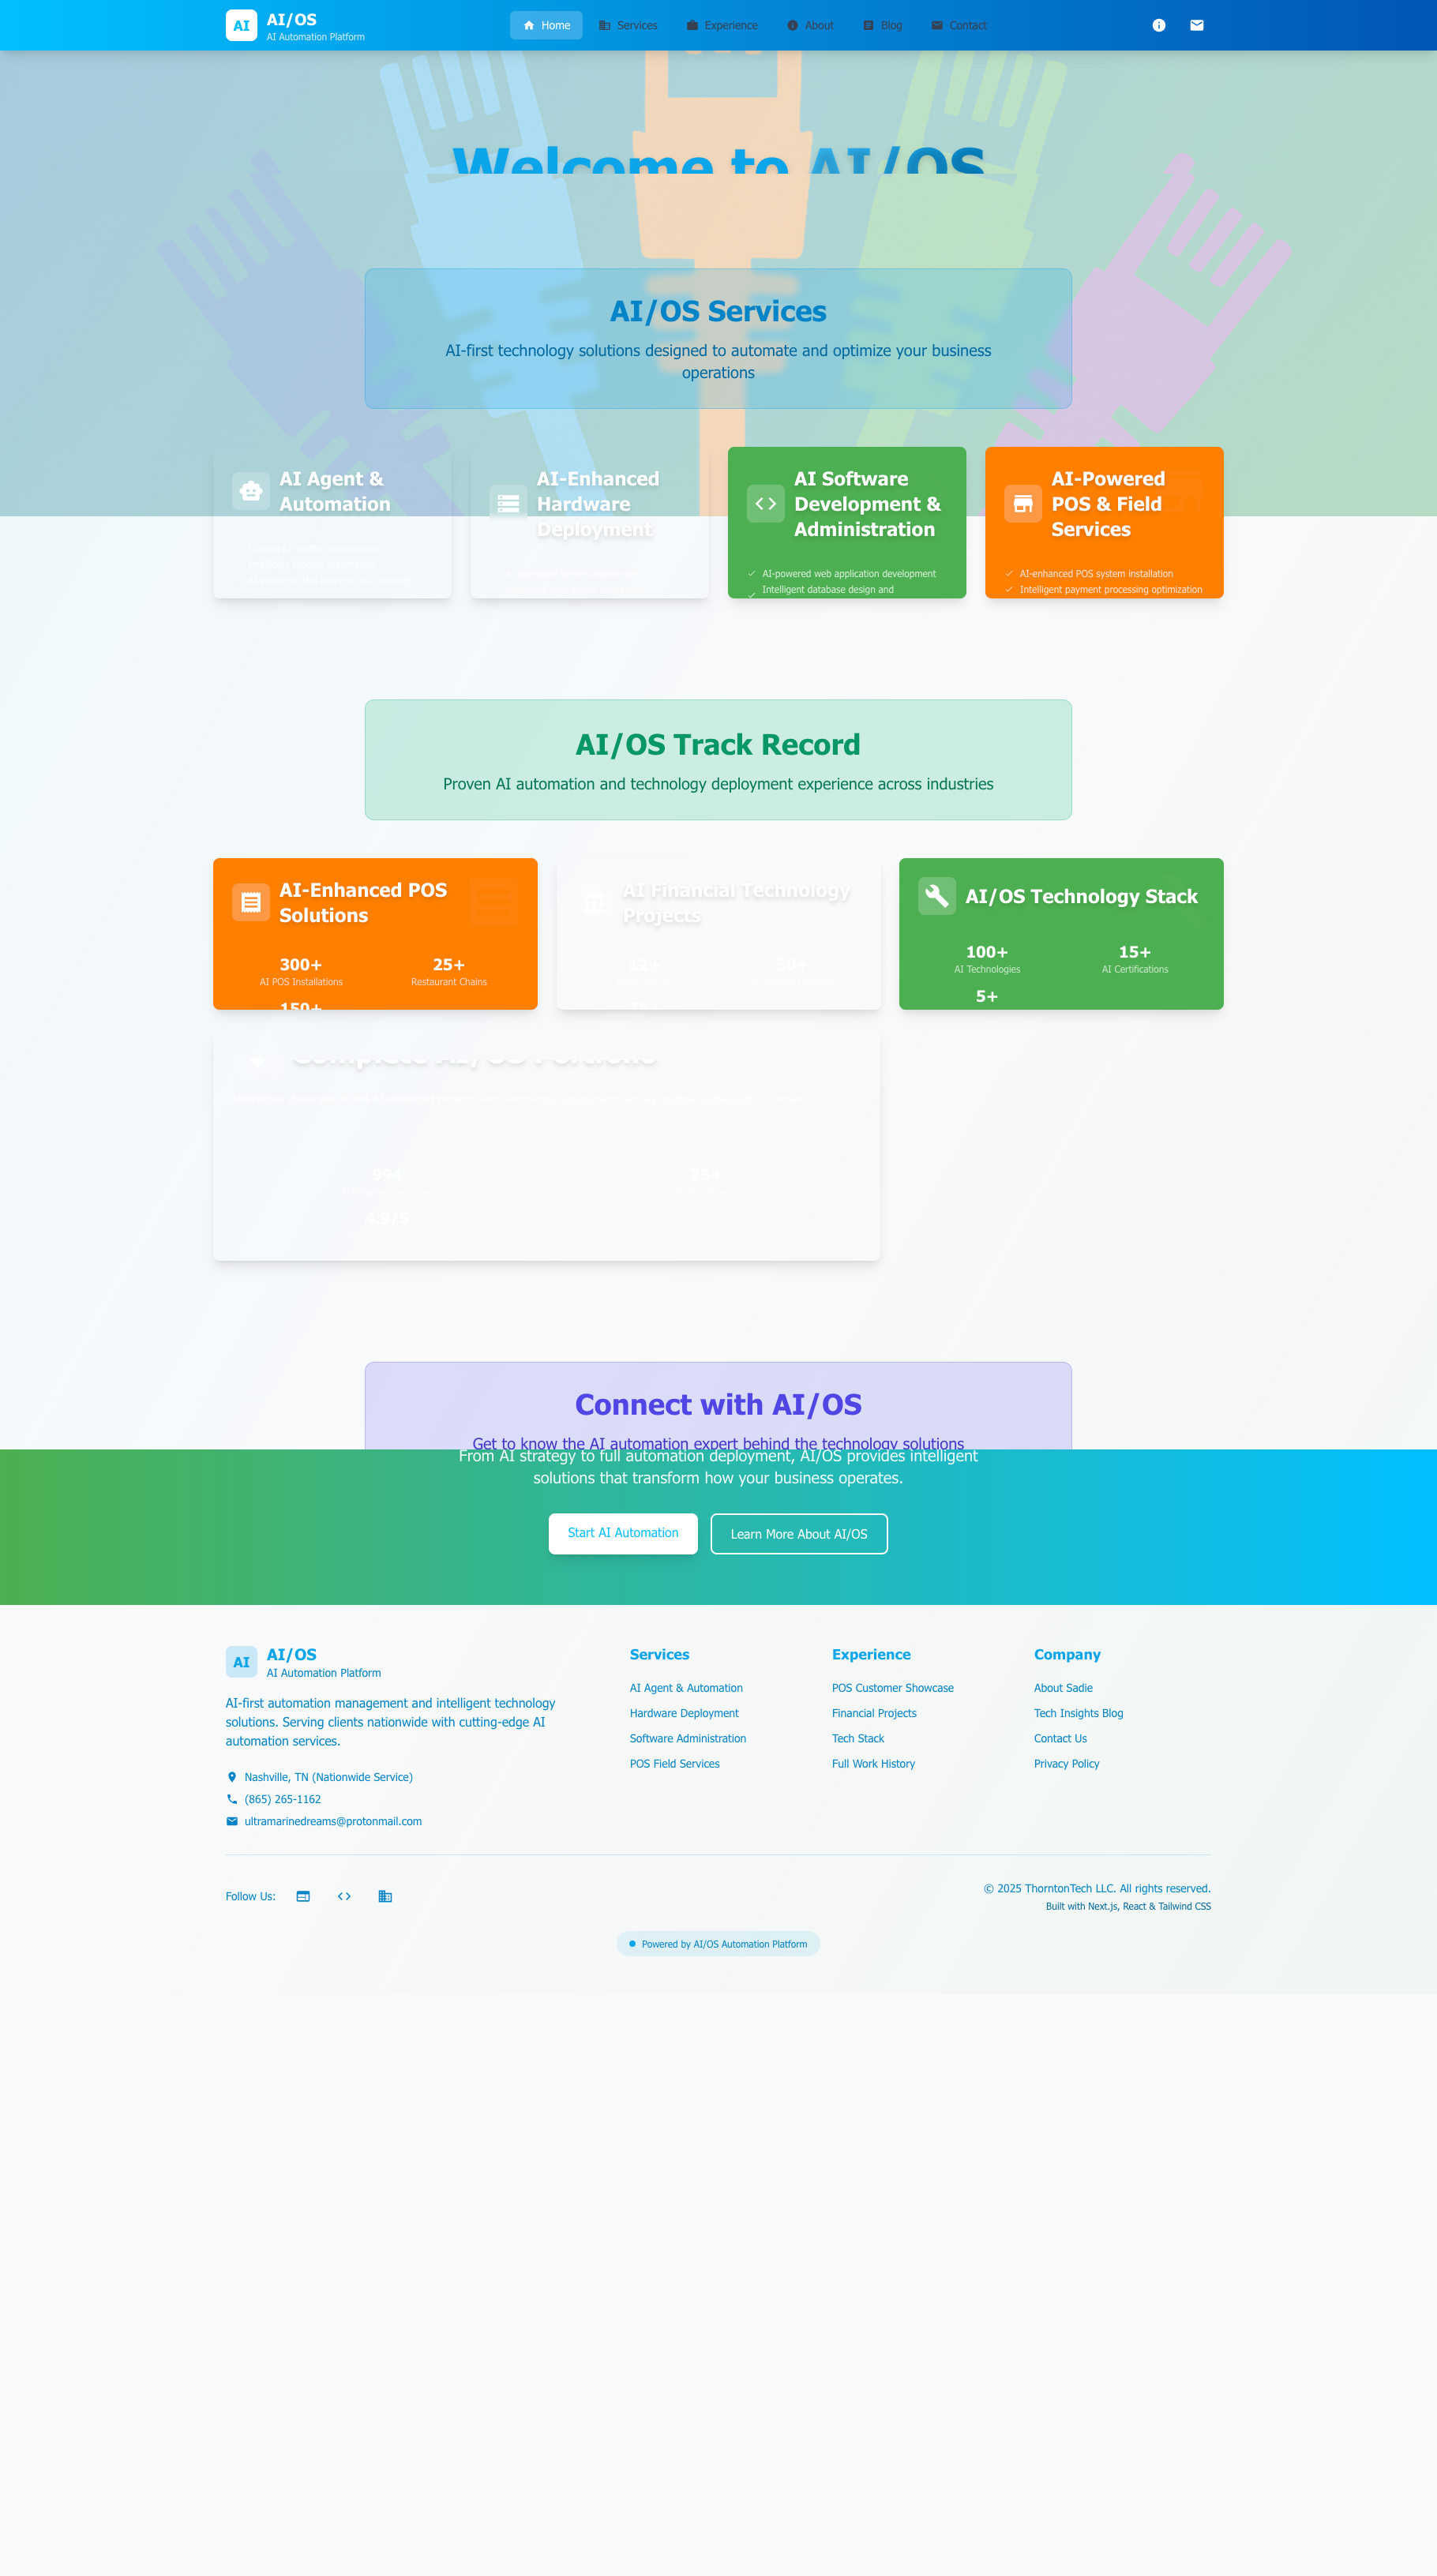 AI
AI/OS
AI Automation Platform
Home
Services
Experience
About
Blog
Contact
Welcome to AI/OS
AI/OS Services
AI-first technology solutions designed to automate and optimize your business
operations
AI Agent &
Automation
AI-Enhanced
Hardware
Deployment
AI Software
Development &
Administration
AI-powered web application development
Intelligent database design and
AI-Powered
POS & Field
Services
AI-enhanced POS system installation
Intelligent payment processing optimization
AI/OS Track Record
Proven AI automation and technology deployment experience across industries
AI-Enhanced POS
Solutions
300+
AI POS Installations
25+
Restaurant Chains
150+
AI Financial Technology
Projects
12+
50+
AI/OS Technology Stack
100+
AI Technologies
15+
AI Certifications
5+
Complete AI/OS Portfolio
994
25+
4.9/5
Connect with AI/OS
Get to know the AI automation expert behind the technology solutions
From AI strategy to full automation deployment, AI/OS provides intelligent
solutions that transform how your business operates.
Start AI Automation
Learn More About AI/OS
AI
AI/OS
AI Automation Platform
AI-first automation management and intelligent technology
solutions. Serving clients nationwide with cutting-edge AI
automation services.
Nashville, TN (Nationwide Service)
(865) 265-1162
ultramarinedreams@protonmail.com
Services
AI Agent & Automation
Hardware Deployment
Software Administration
POS Field Services
Experience
POS Customer Showcase
Financial Projects
Tech Stack
Full Work History
Company
About Sadie
Tech Insights Blog
Contact Us
Privacy Policy
Follow Us:
© 2025 ThorntonTech LLC. All rights reserved.
Built with Next.js, React & Tailwind CSS
Powered by AI/OS Automation Platform